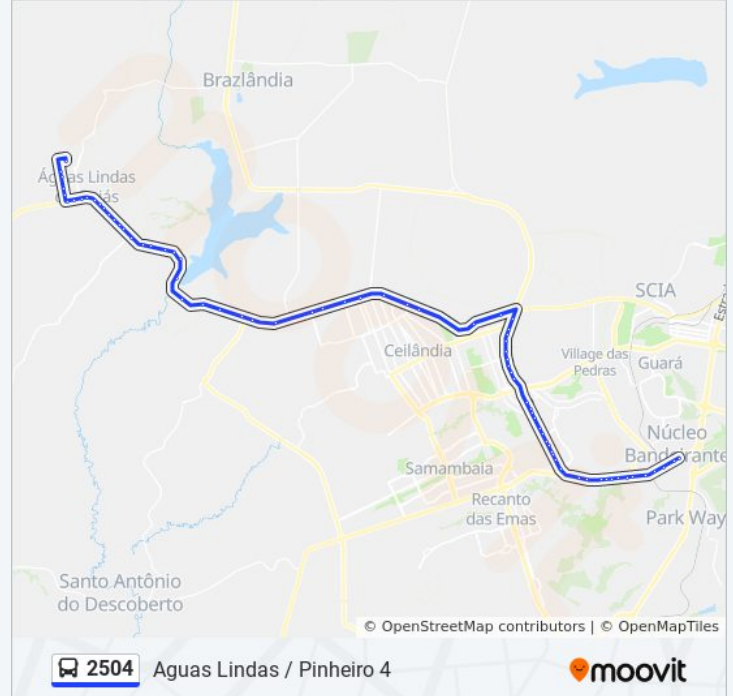 Brazlândia
Águas Lindas
SCIA
Ceilândia
Village das
Pedras
Guará
Núcleo
Samambaia
Recanto
das Emas
Park Way
Santo Antônio
do Descoberto
© OpenStreetMap contributors | © OpenMapTiles
2504 Aguas Lindas / Pinheiro 4
moovit